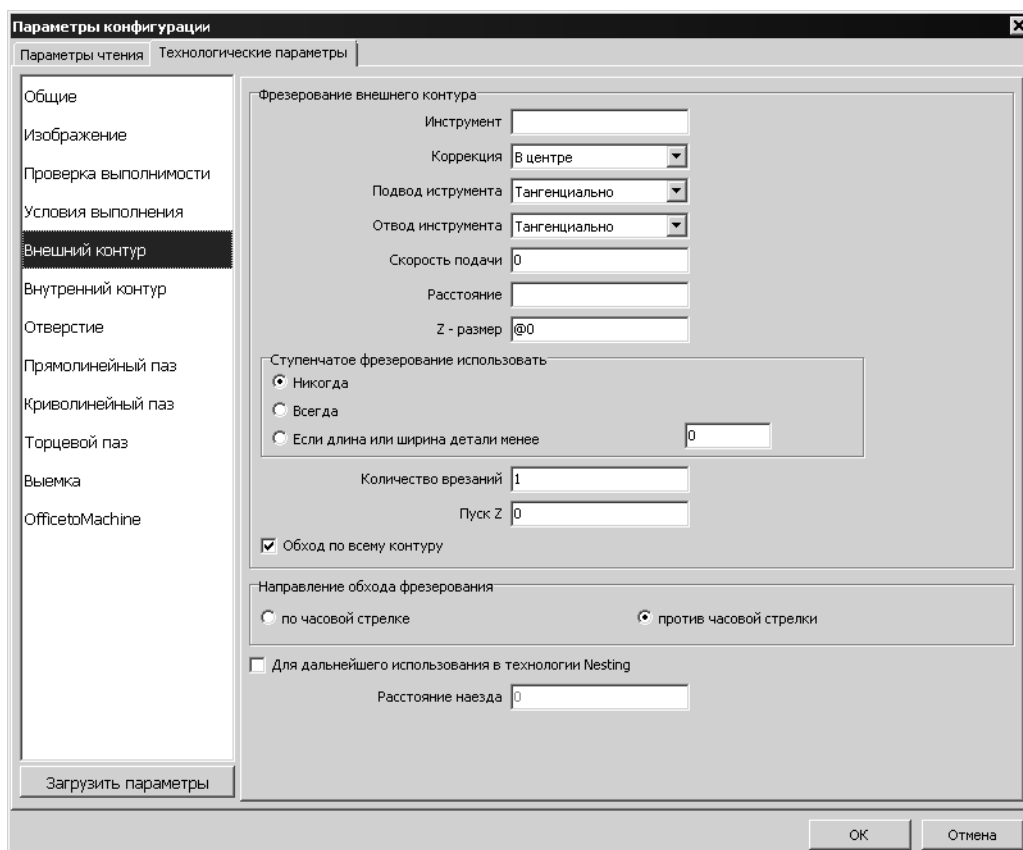 Параметры конфигурации
Параметры чтения Технологические параметры
Общие
Изображение
Проверка выполнимости
Условия выполнения
Внешний контур
Внутренний контур
Отверстие
Прямолинейный паз
Криволинейный паз
Торцевой паз
Выемка
OfficetoMachine
Загрузить параметры
Фрезерование внешнего контура
Инструмент
Коррекция В центре
Подвод иструмента Тангенциально
Отвод инструмента Тангенциально
Скорость подачи 0
Расстояние
Z - размер @0
Ступенчатое фрезерование использовать
Никогда
Всегда
Если длина или ширина детали менее 0
Количество врезаний 1
Пуск Z 0
Обход по всему контуру
Направление обхода фрезерования
по часовой стрелке против часовой стрелки
Для дальнейшего использования в технологии Nesting
Расстояние наезда 0
OK Отмена